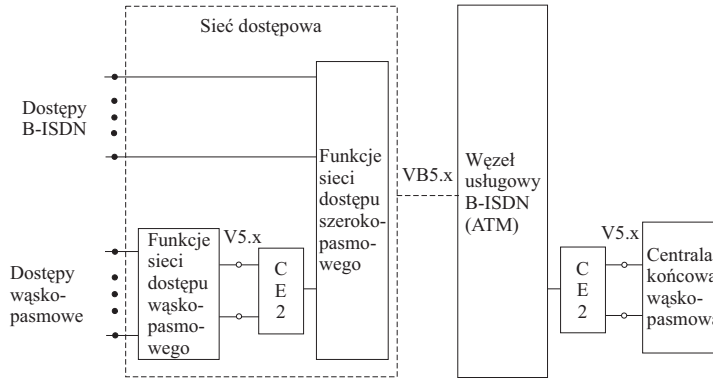 Sieć dostępowa
Dostępy
B-ISDN
Funkcje
sieci
dostępu
szeroko-
pasmo-
wego
VB5.x
Węzeł
usługowy
B-ISDN
(ATM)
Dostępy
wąsko-
pasmowe
Funkcje
sieci
dostępu
wąsko-
pasmo-
wego
V5.x
C
E
2
C
E
2
V5.x
Centrala
końcowa
wąsko-
pasmowa